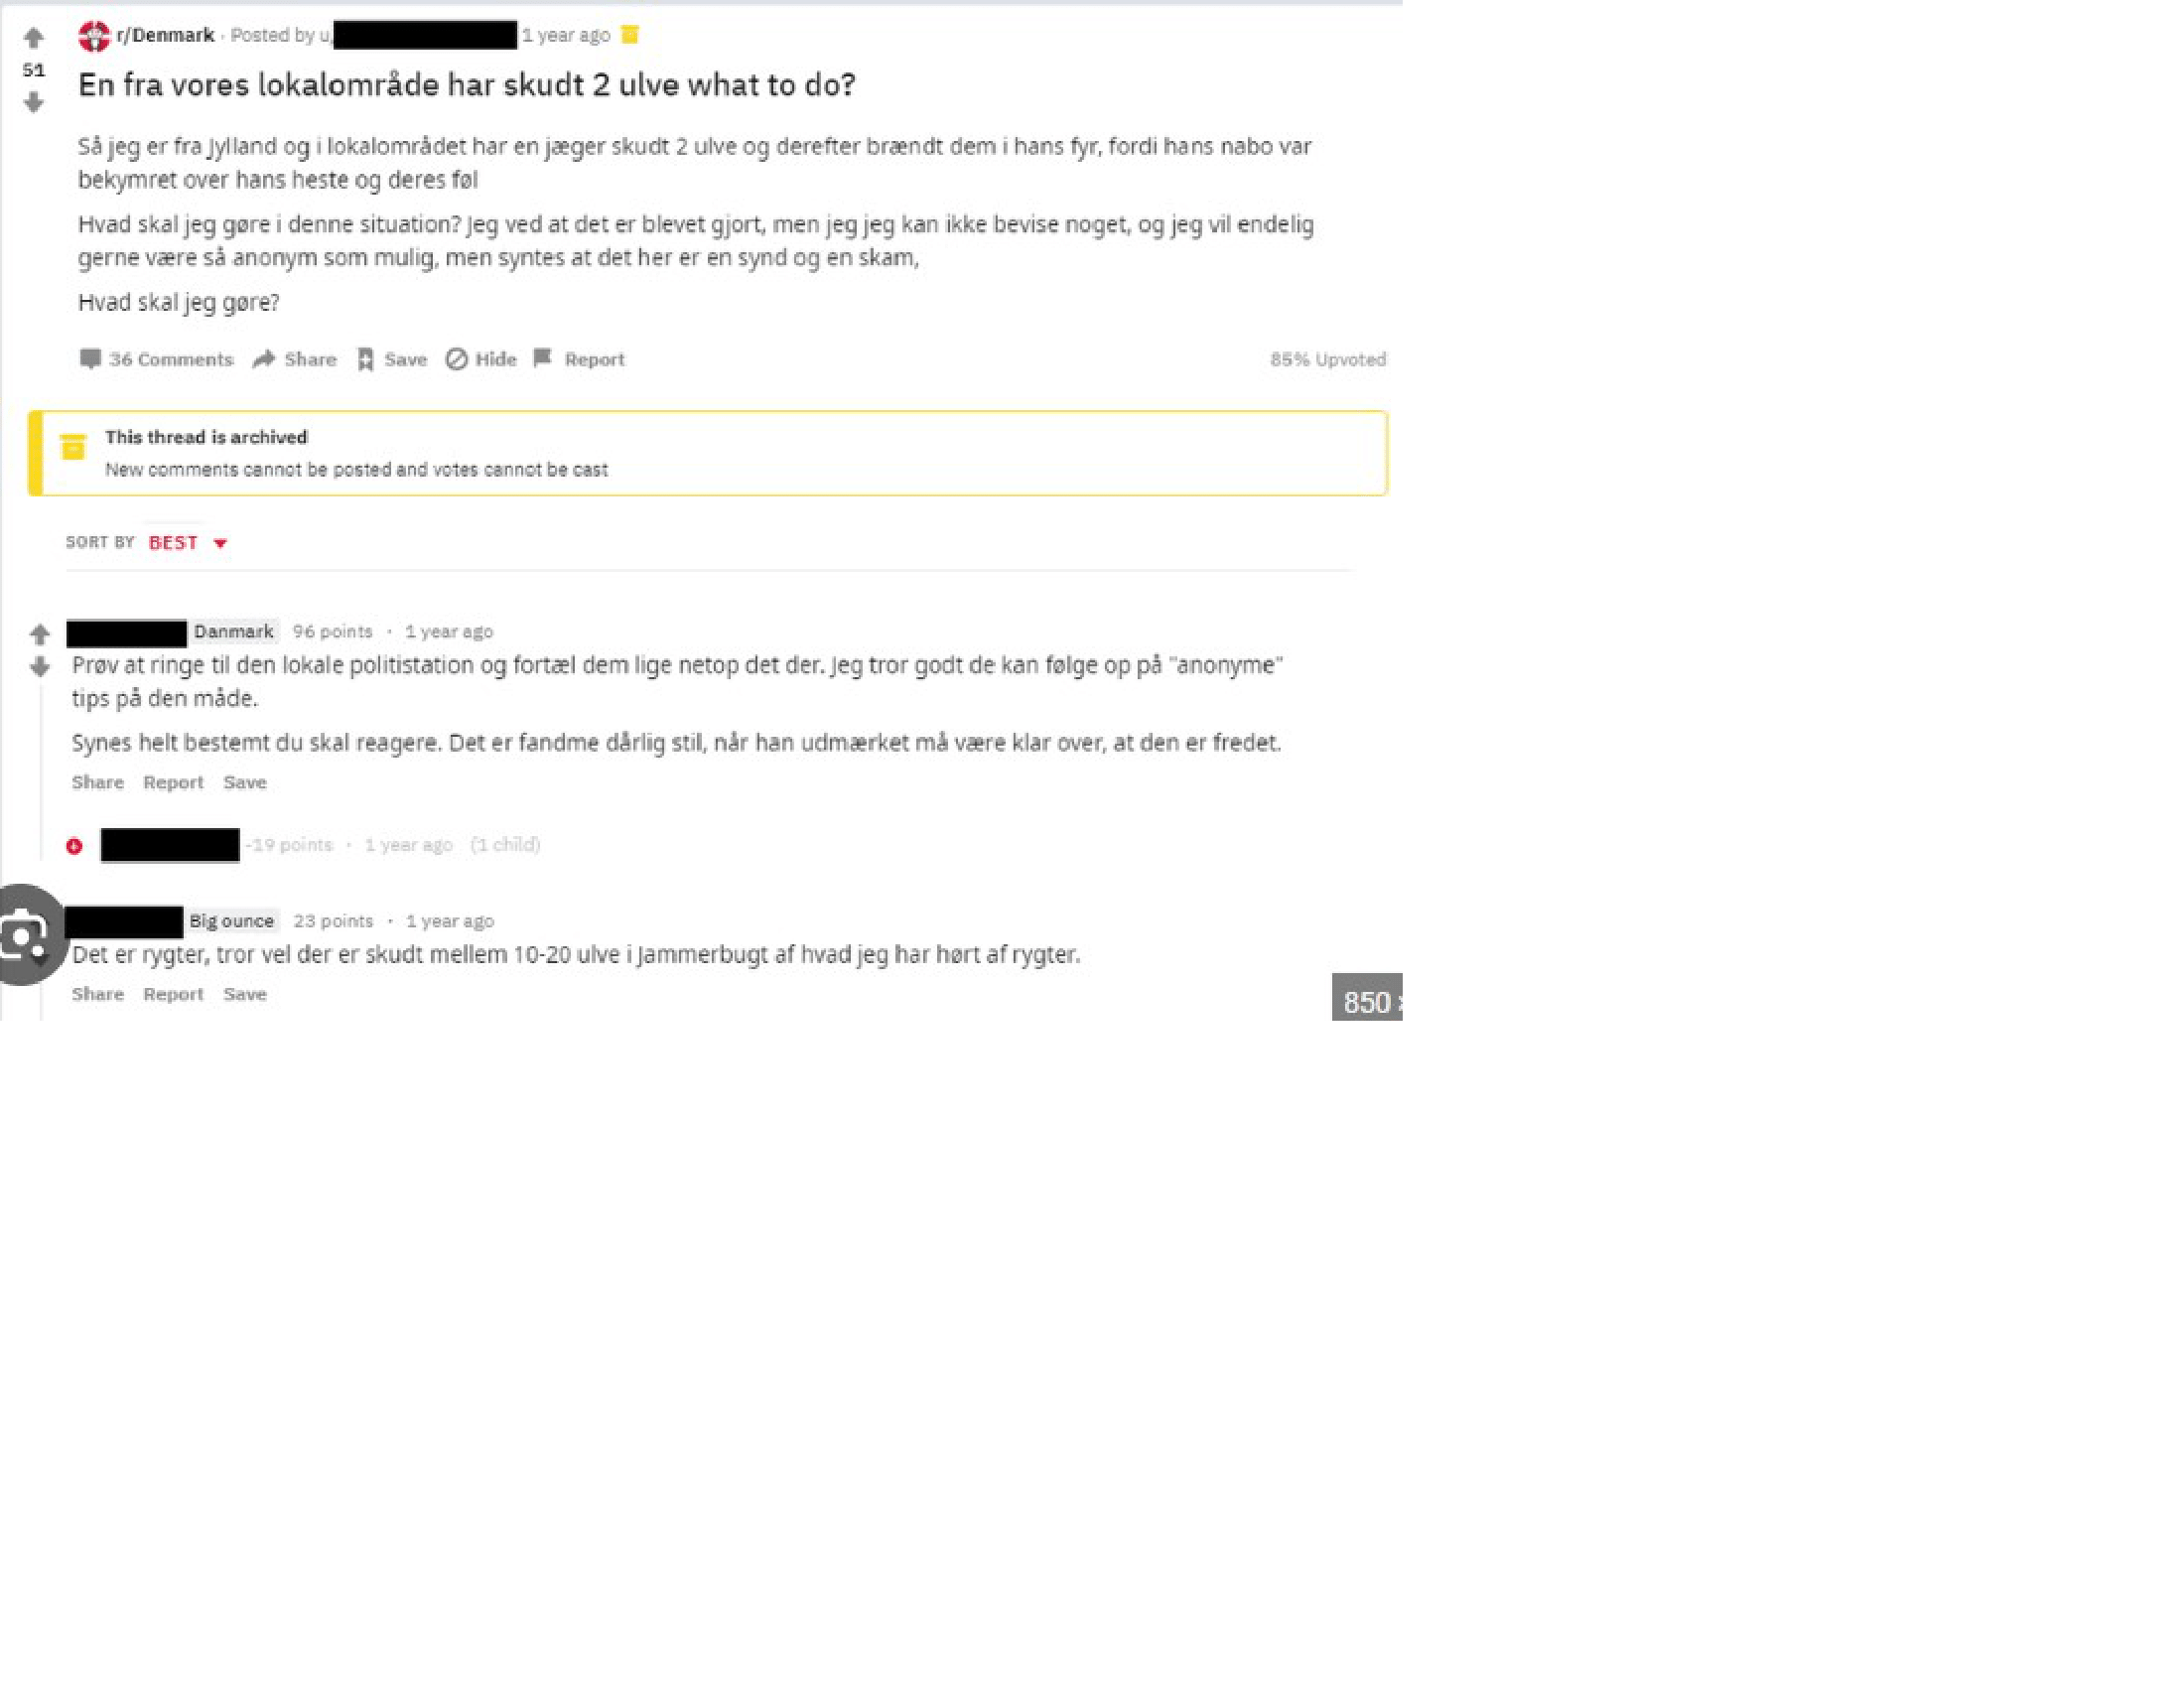 r/Denmark · Posted by u 1 year ago
51
En fra vores lokalområde har skudt 2 ulve what to do?
Så jeg er fra Jylland og i lokalområdet har en jæger skudt 2 ulve og derefter brændt dem i hans fyr, fordi hans nabo var
bekymret over hans heste og deres føl
Hvad skal jeg gøre i denne situation? Jeg ved at det er blevet gjort, men jeg jeg kan ikke bevise noget, og jeg vil endelig
gerne være så anonym som mulig, men syntes at det her er en synd og en skam,
Hvad skal jeg gøre?
36 Comments Share Save Hide Report 85% Upvoted
This thread is archived
New comments cannot be posted and votes cannot be cast
SORT BY BEST
Danmark 96 points · 1 year ago
Prøv at ringe til den lokale politistation og fortæl dem lige netop det der. Jeg tror godt de kan følge op på "anonyme"
tips på den måde.
Synes helt bestemt du skal reagere. Det er fandme dårlig stil, når han udmærket må være klar over, at den er fredet.
Share Report Save
-19 points · 1 year ago (1 child)
Big ounce 23 points · 1 year ago
Det er rygter, tror vel der er skudt mellem 10-20 ulve i Jammerbugt af hvad jeg har hørt af rygter.
Share Report Save
850